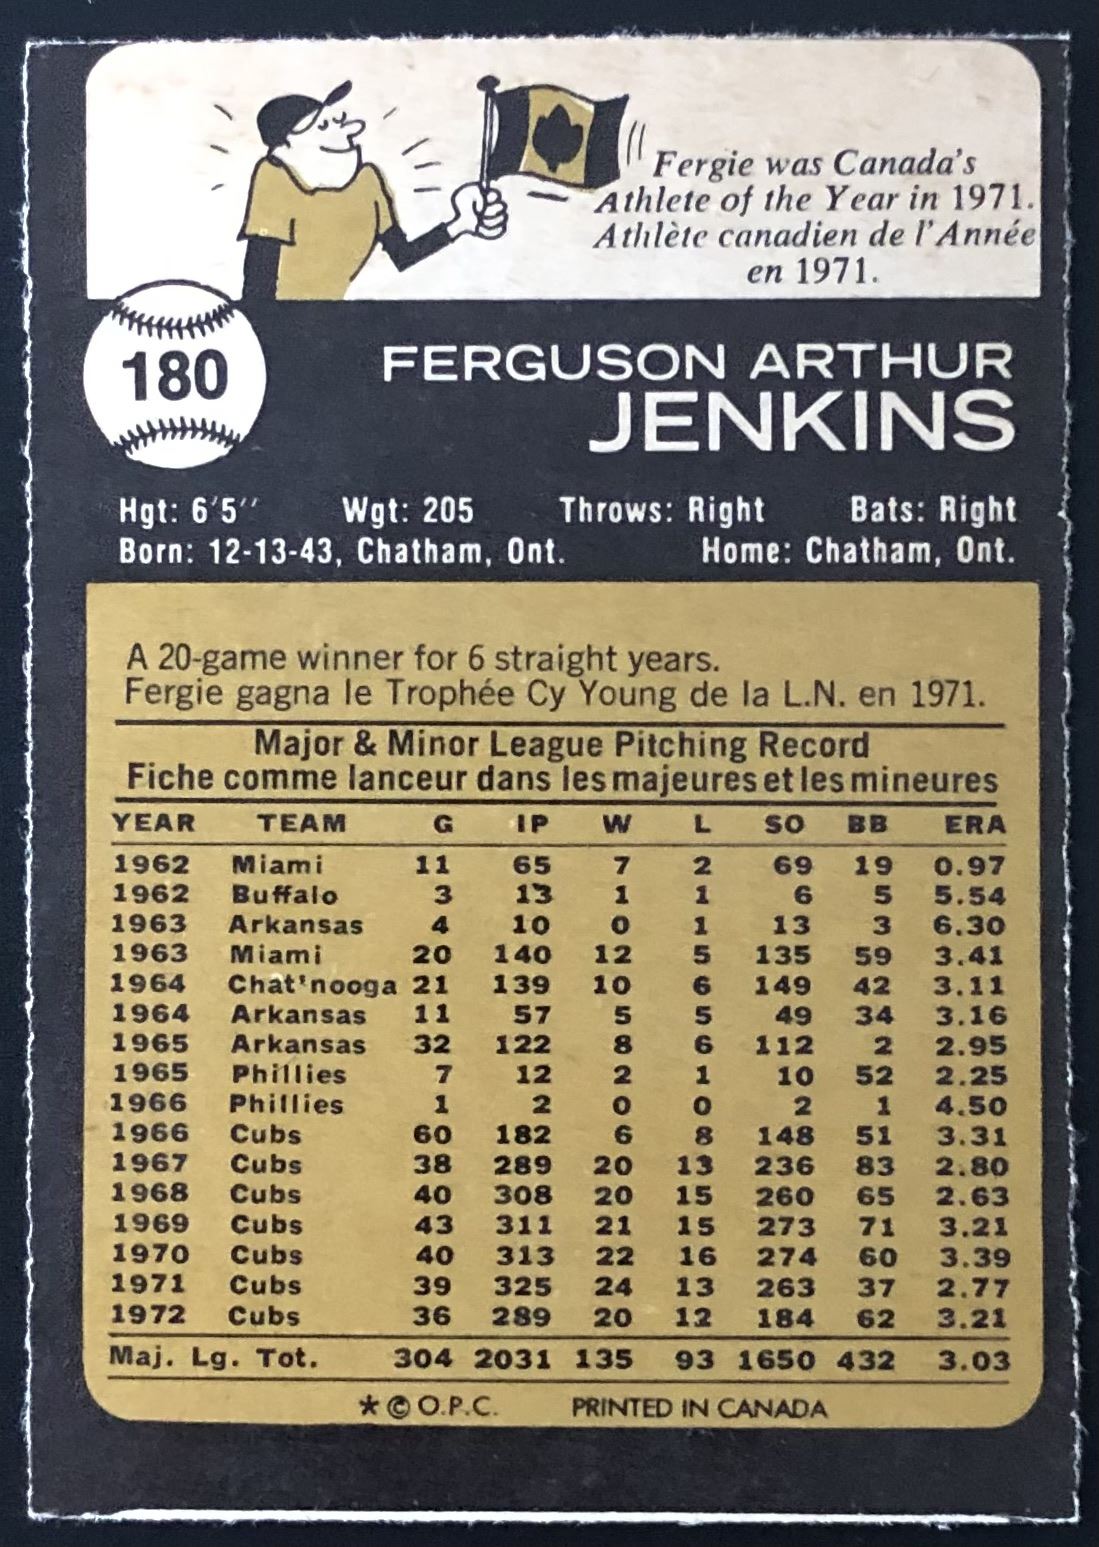 Fergie was Canada's
Athlete of the Year in 1971.
Athlète canadien de l'Année
en 1971.
180
FERGUSON ARTHUR
JENKINS
Hgt: 6'5'' Wgt: 205 Throws: Right Bats: Right
Born: 12-13-43, Chatham, Ont. Home: Chatham, Ont.
A 20-game winner for 6 straight years.
Fergie gagna le Trophée Cy Young de la L.N. en 1971.
Major & Minor League Pitching Record
Fiche comme lanceur dans les majeures et les mineures
YEAR TEAM G IP W L SO BB ERA
1962 Miami 11 65 7 2 69 19 0.97
1962 Buffalo 3 13 1 1 6 5 5.54
1963 Arkansas 4 10 0 1 13 3 6.30
1963 Miami 20 140 12 5 135 59 3.41
1964 Chat'nooga 21 139 10 6 149 42 3.11
1964 Arkansas 11 57 5 5 49 34 3.16
1965 Arkansas 32 122 8 6 112 2 2.95
1965 Phillies 7 12 2 1 10 52 2.25
1966 Phillies 1 2 0 0 2 1 4.50
1966 Cubs 60 182 6 8 148 51 3.31
1967 Cubs 38 289 20 13 236 83 2.80
1968 Cubs 40 308 20 15 260 65 2.63
1969 Cubs 43 311 21 15 273 71 3.21
1970 Cubs 40 313 22 16 274 60 3.39
1971 Cubs 39 325 24 13 263 37 2.77
1972 Cubs 36 289 20 12 184 62 3.21
Maj. Lg. Tot. 304 2031 135 93 1650 432 3.03
* © O.P.C. PRINTED IN CANADA